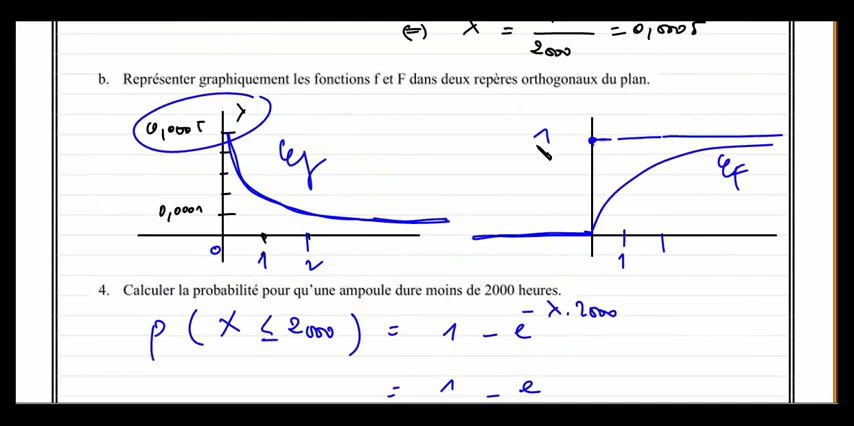 (⇔) λ = ___ / 2000 = 0,0005
b. Représenter graphiquement les fonctions f et F dans deux repères orthogonaux du plan.
0,0005 λ
𝒞f
0,0001
0 1 2
1
𝒞F
1
4. Calculer la probabilité pour qu'une ampoule dure moins de 2000 heures.
p ( X ≤ 2000 ) = 1 - e^{-λ.2000}
= 1 - e